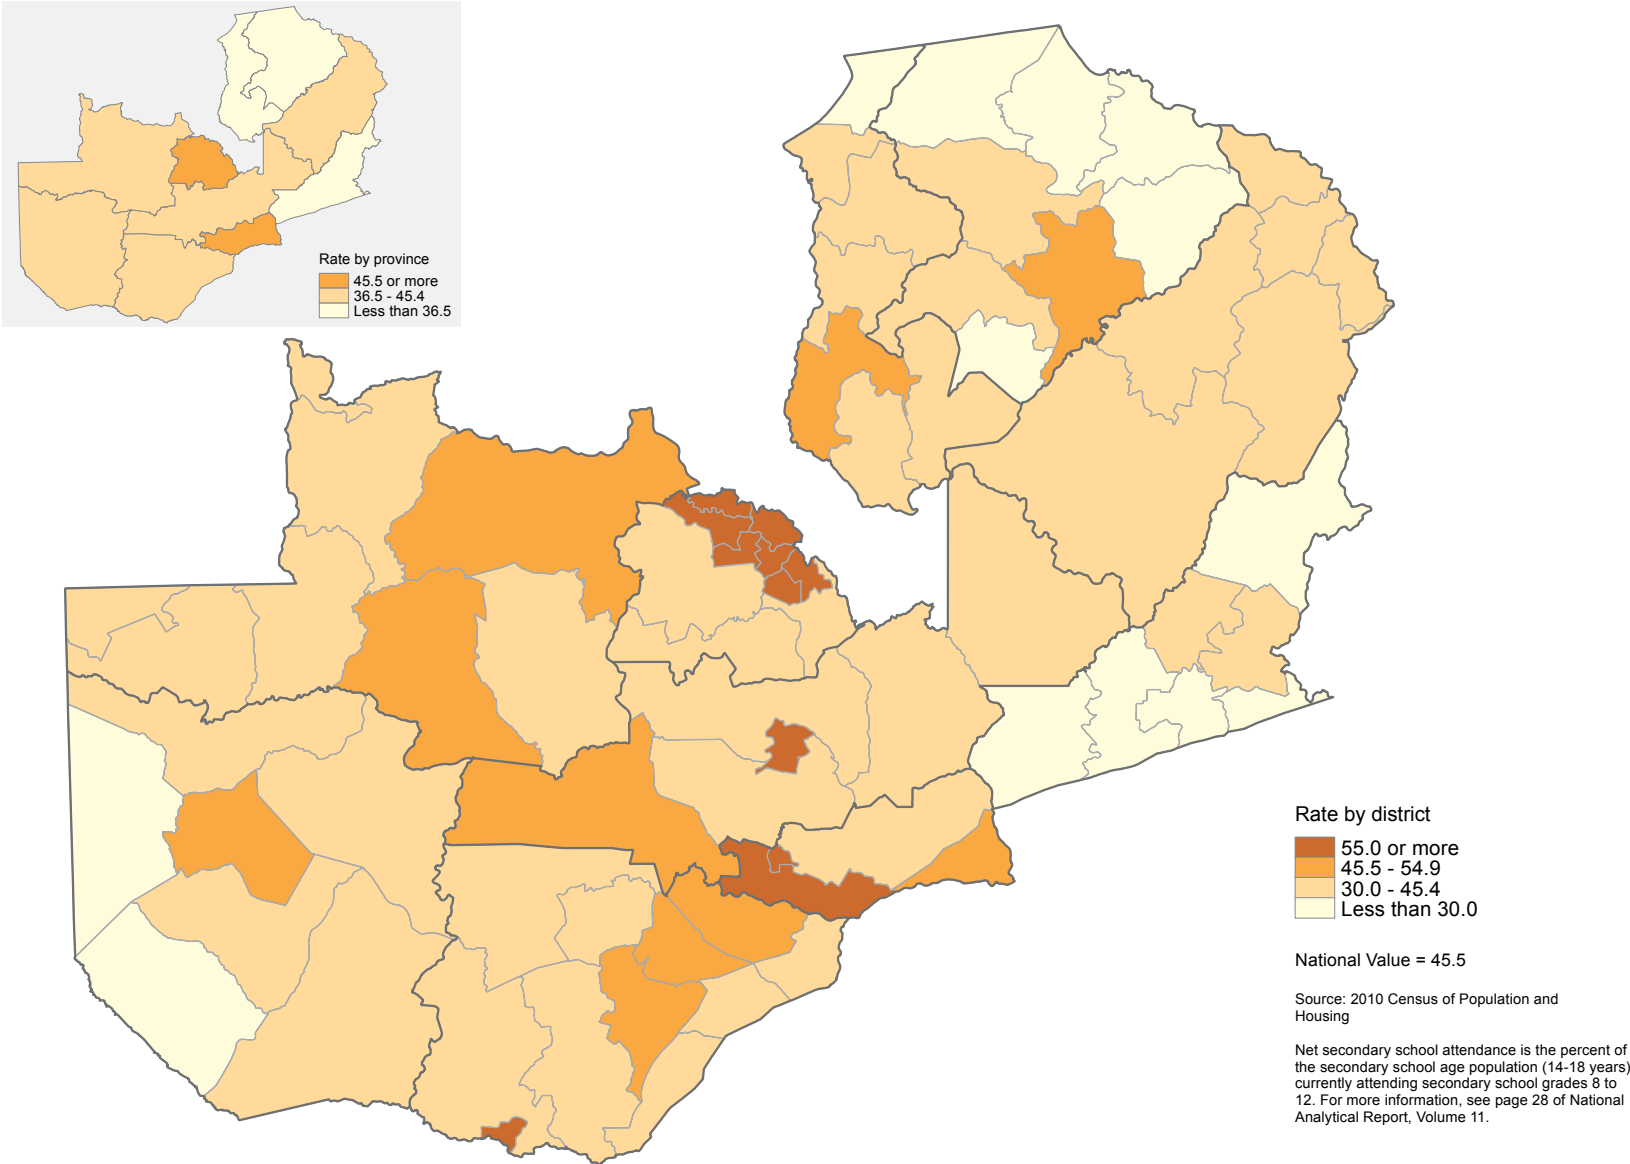 Rate by province
45.5 or more
36.5 - 45.4
Less than 36.5
Rate by district
55.0 or more
45.5 - 54.9
30.0 - 45.4
Less than 30.0
National Value = 45.5
Source: 2010 Census of Population and
Housing
Net secondary school attendance is the percent of
the secondary school age population (14-18 years)
currently attending secondary school grades 8 to
12. For more information, see page 28 of National
Analytical Report, Volume 11.